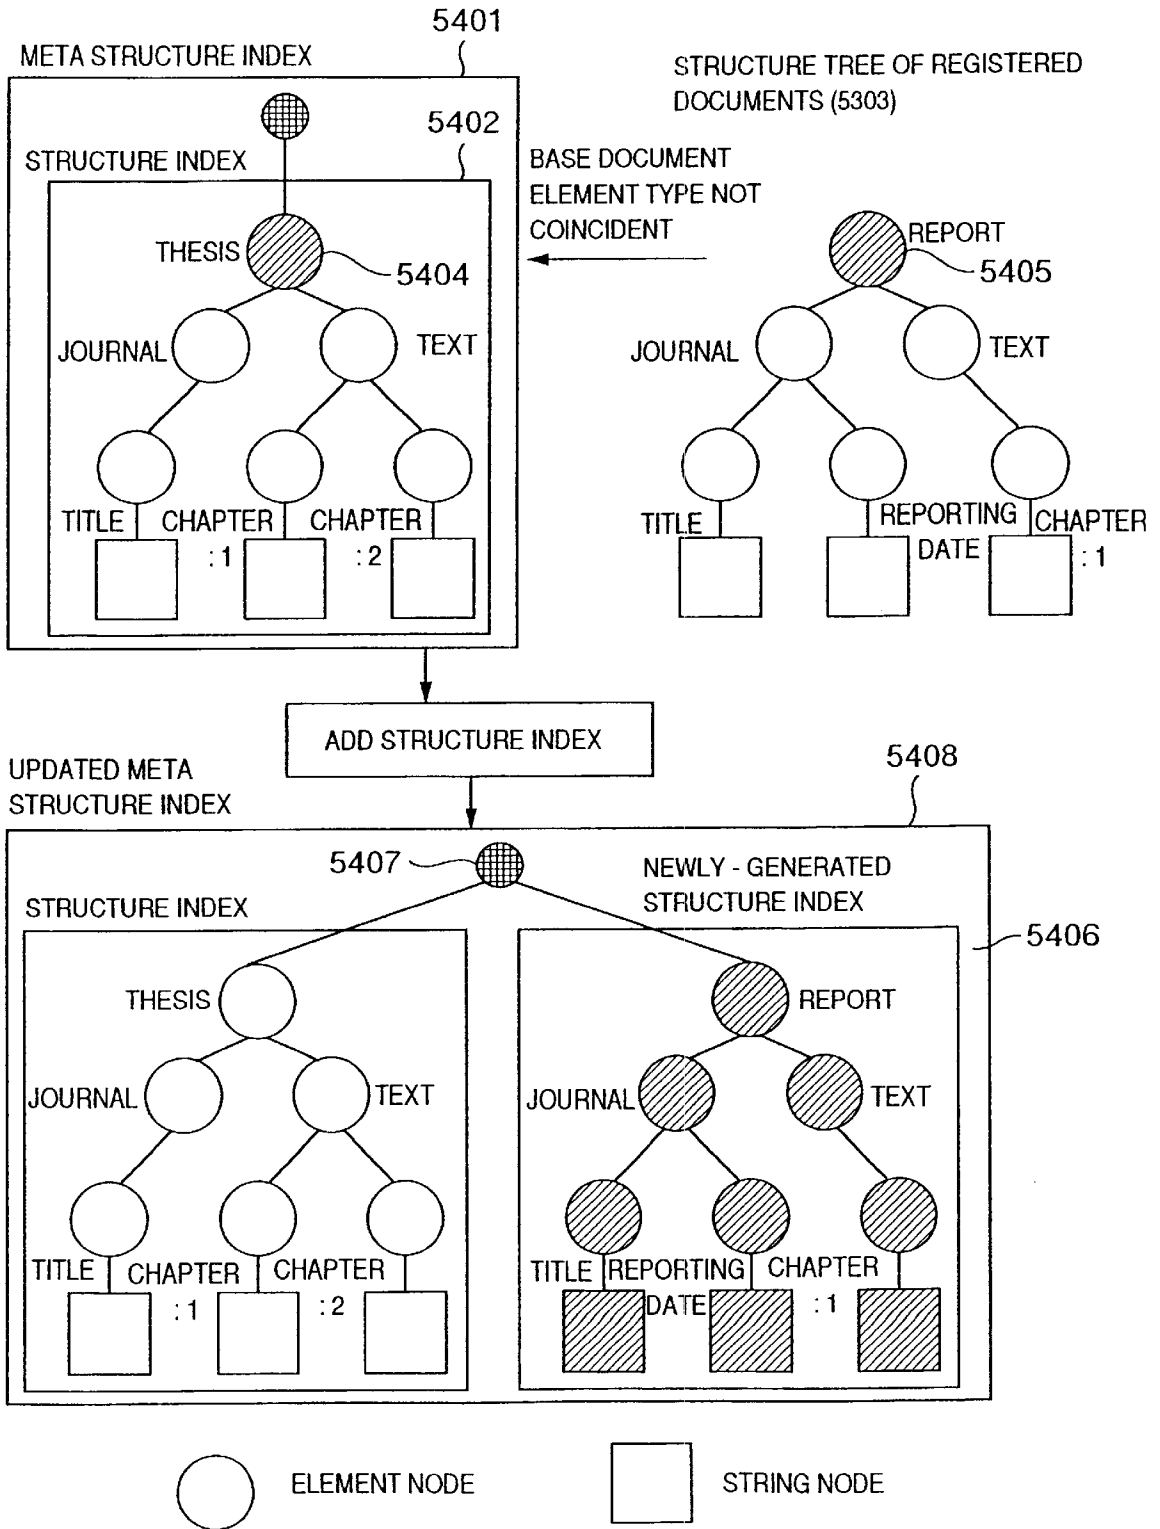 5401
META STRUCTURE INDEX
STRUCTURE TREE OF REGISTERED
DOCUMENTS (5303)
5402
STRUCTURE INDEX
BASE DOCUMENT
ELEMENT TYPE NOT
COINCIDENT
THESIS
5404
REPORT
5405
JOURNAL
TEXT
JOURNAL
TEXT
TITLE
CHAPTER
:1
CHAPTER
:2
TITLE
REPORTING
DATE
CHAPTER
:1
ADD STRUCTURE INDEX
UPDATED META
STRUCTURE INDEX
5408
5407
NEWLY - GENERATED
STRUCTURE INDEX
STRUCTURE INDEX
5406
THESIS
REPORT
JOURNAL
TEXT
JOURNAL
TEXT
TITLE
CHAPTER
:1
CHAPTER
:2
TITLE
REPORTING
DATE
CHAPTER
:1
ELEMENT NODE
STRING NODE